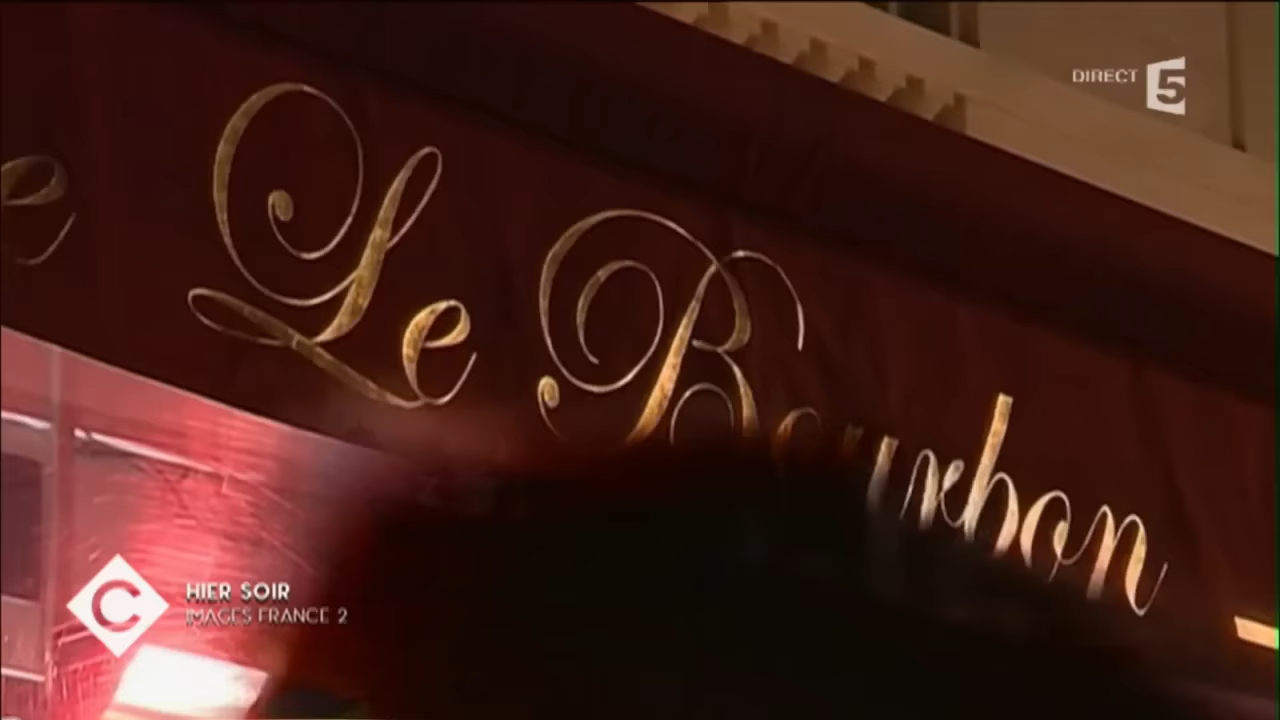 DIRECT 5
e Le Bourbon
C
HIER SOIR
IMAGES FRANCE 2